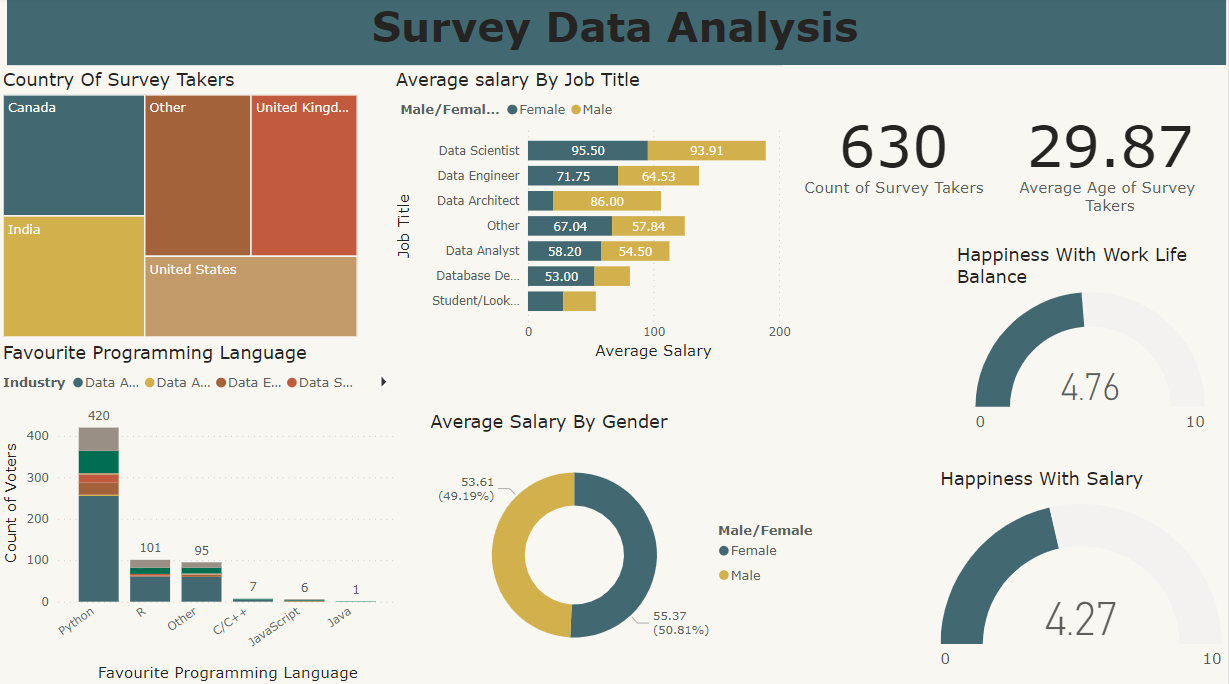 Survey Data Analysis
Country Of Survey Takers
Canada
Other
United Kingd...
India
United States
Average salary By Job Title
Male/Femal... Female Male
Job Title
Data Scientist 95.50 93.91
Data Engineer 71.75 64.53
Data Architect 86.00
Other 67.04 57.84
Data Analyst 58.20 54.50
Database De... 53.00
Student/Look...
0 100 200
Average Salary
630
Count of Survey Takers
29.87
Average Age of Survey
Takers
Happiness With Work Life
Balance
4.76
0 10
Favourite Programming Language
Industry Data A... Data A... Data E... Data S...
Count of Voters
400
300
200
100
0
420
101
95
7
6
1
Python
R
Other
C/C++
JavaScript
Java
Favourite Programming Language
Average Salary By Gender
53.61
(49.19%)
55.37
(50.81%)
Male/Female
Female
Male
Happiness With Salary
4.27
0 10